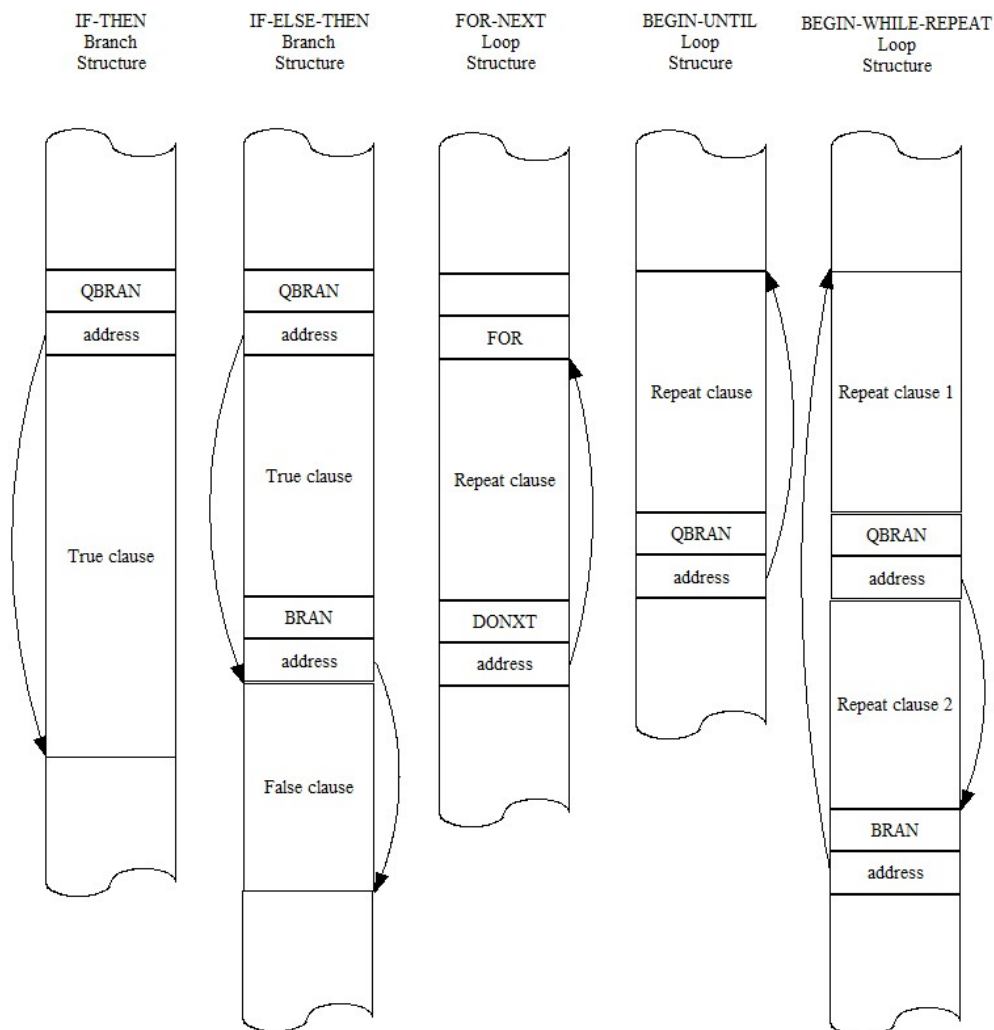 IF-THEN
Branch
Structure
IF-ELSE-THEN
Branch
Structure
FOR-NEXT
Loop
Structure
BEGIN-UNTIL
Loop
Strucure
BEGIN-WHILE-REPEAT
Loop
Structure
QBRAN
address
True clause
QBRAN
address
True clause
BRAN
address
False clause
FOR
Repeat clause
DONXT
address
Repeat clause
QBRAN
address
Repeat clause 1
QBRAN
address
Repeat clause 2
BRAN
address